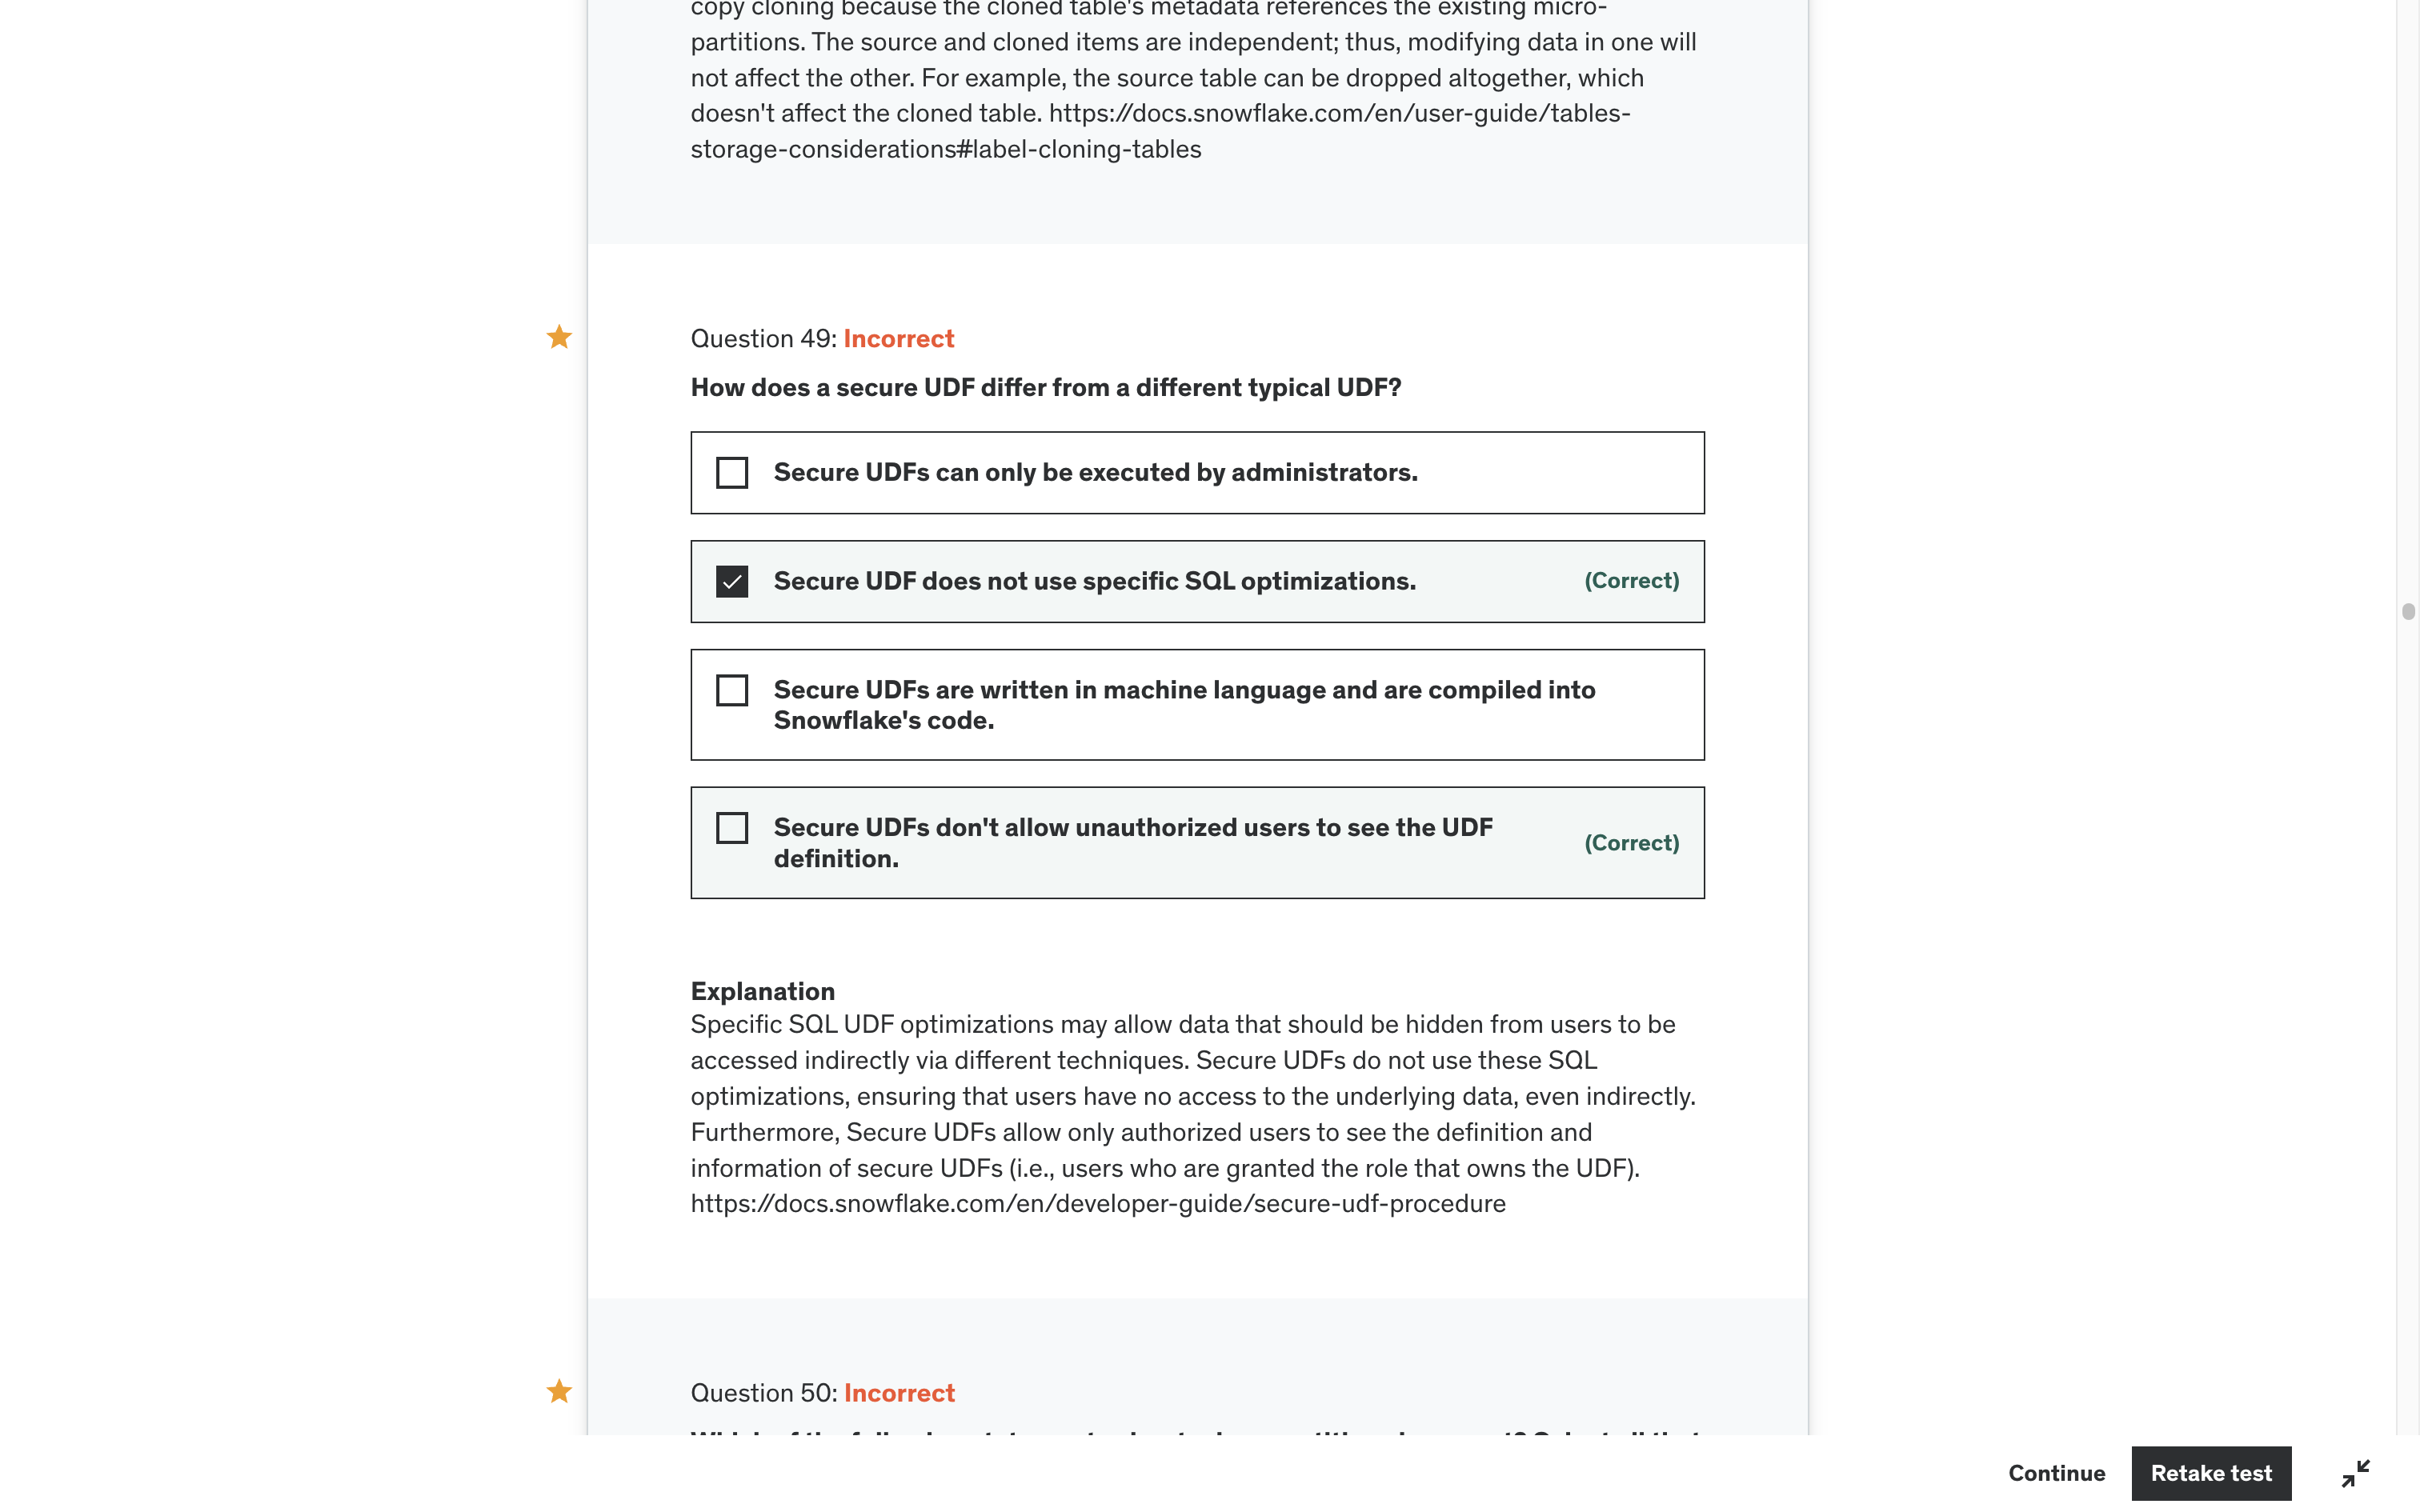 copy cloning because the cloned table's metadata references the existing micro-
partitions. The source and cloned items are independent; thus, modifying data in one will
not affect the other. For example, the source table can be dropped altogether, which
doesn't affect the cloned table. https://docs.snowflake.com/en/user-guide/tables-
storage-considerations#label-cloning-tables
Question 49: Incorrect
How does a secure UDF differ from a different typical UDF?
Secure UDFs can only be executed by administrators.
Secure UDF does not use specific SQL optimizations. (Correct)
Secure UDFs are written in machine language and are compiled into
Snowflake's code.
Secure UDFs don't allow unauthorized users to see the UDF
definition.
(Correct)
Explanation
Specific SQL UDF optimizations may allow data that should be hidden from users to be
accessed indirectly via different techniques. Secure UDFs do not use these SQL
optimizations, ensuring that users have no access to the underlying data, even indirectly.
Furthermore, Secure UDFs allow only authorized users to see the definition and
information of secure UDFs (i.e., users who are granted the role that owns the UDF).
https://docs.snowflake.com/en/developer-guide/secure-udf-procedure
Question 50: Incorrect
Continue
Retake test